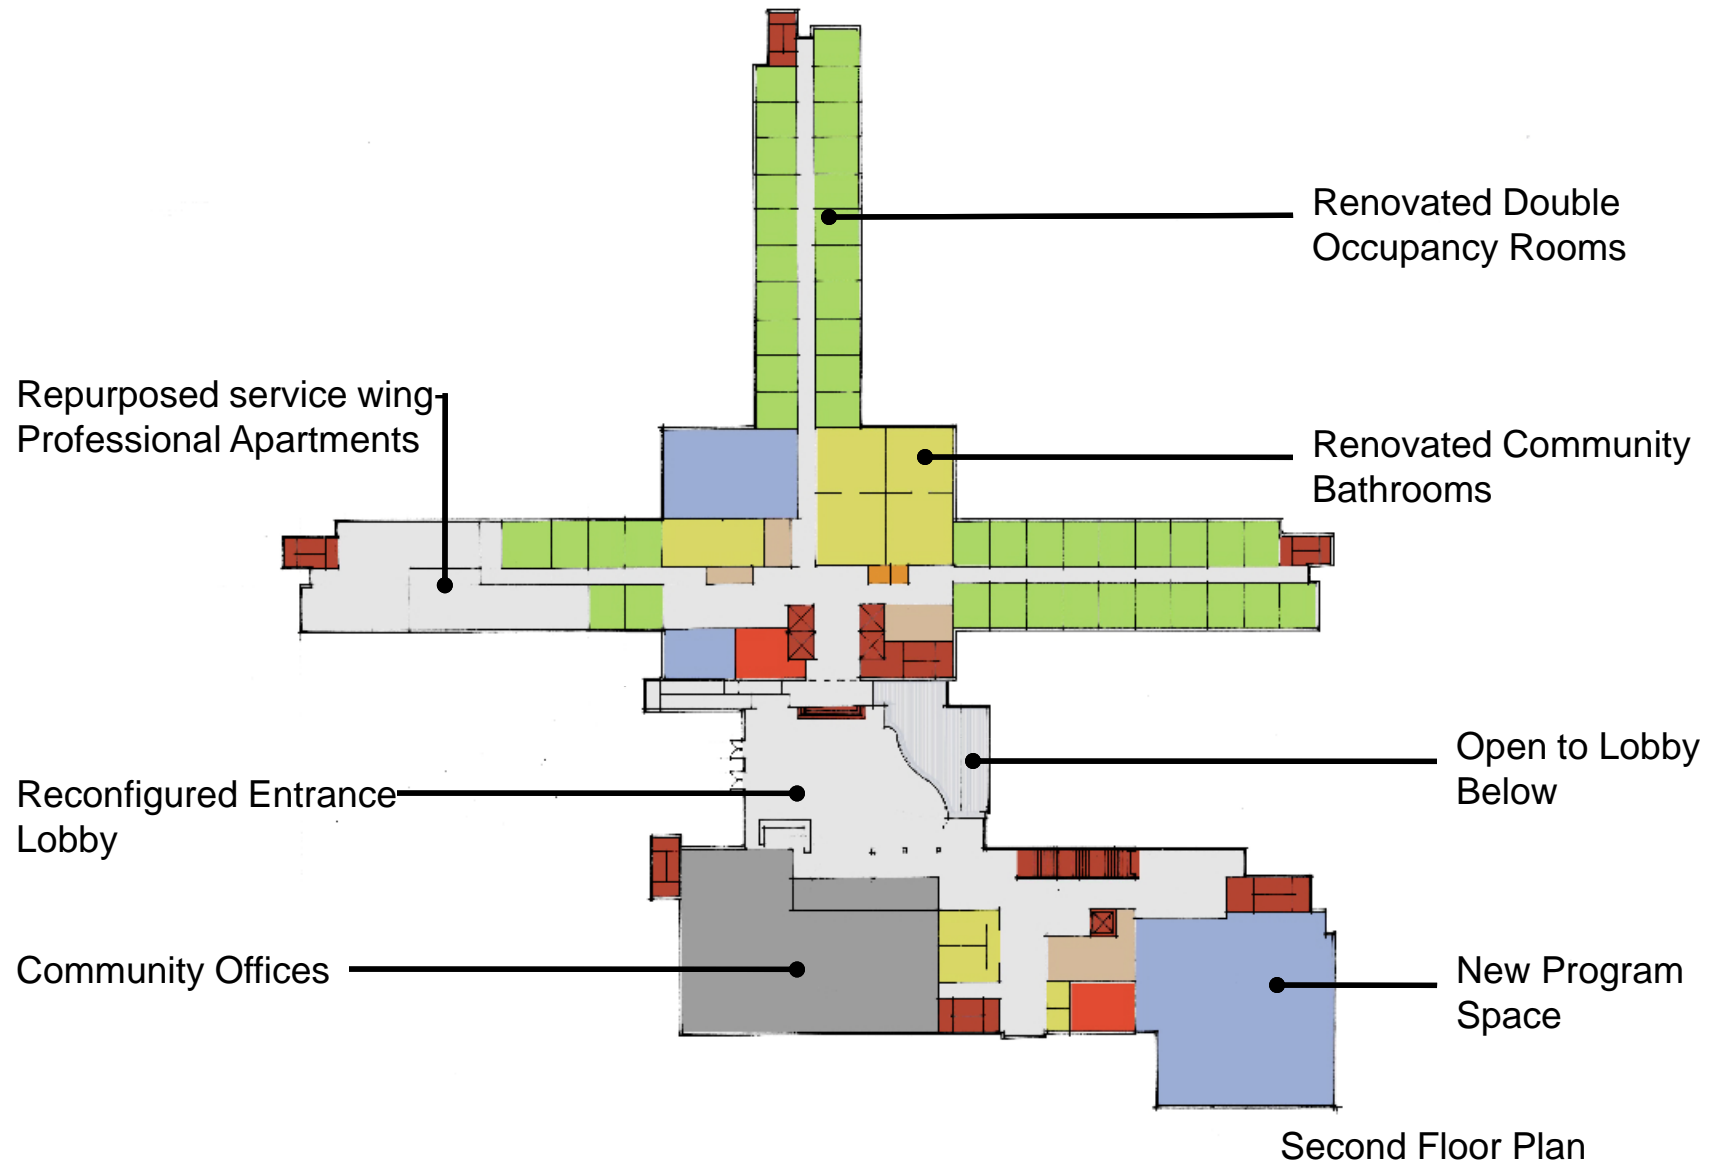 Renovated Double
Occupancy Rooms
Repurposed service wing
Professional Apartments
Renovated Community
Bathrooms
Open to Lobby
Below
Reconfigured Entrance
Lobby
Community Offices
New Program
Space
Second Floor Plan